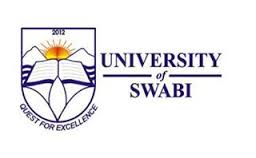 2012
QUEST FOR EXCELLENCE
UNIVERSITY
of
SWABI